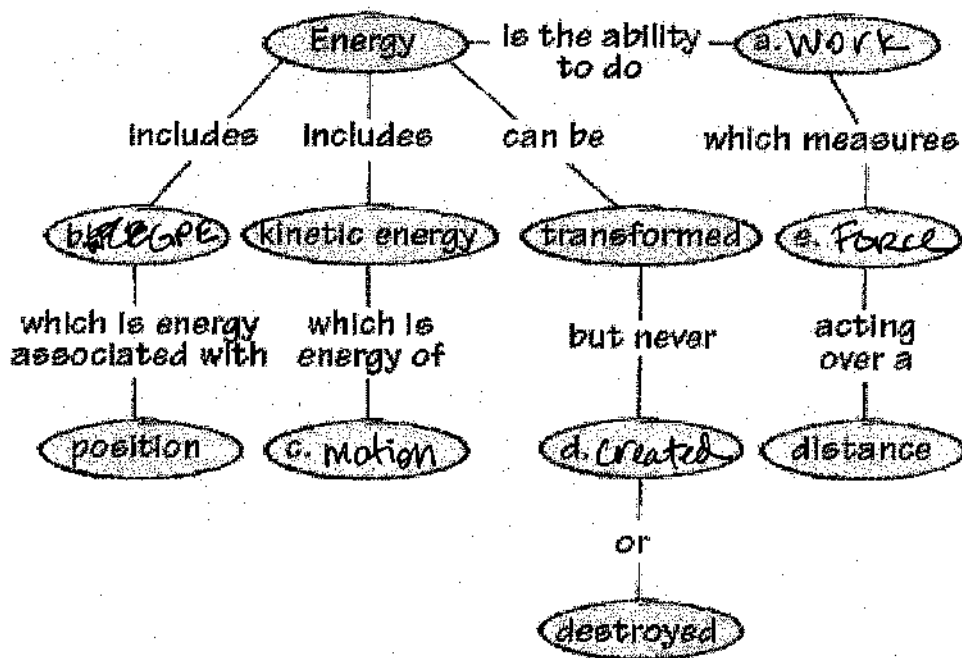 Energy
is the ability
to do
a. Work
includes
includes
can be
which measures
b. GPE
kinetic energy
transformed
e. Force
which is energy
associated with
which is
energy of
but never
acting
over a
position
c. motion
d. created
distance
or
destroyed